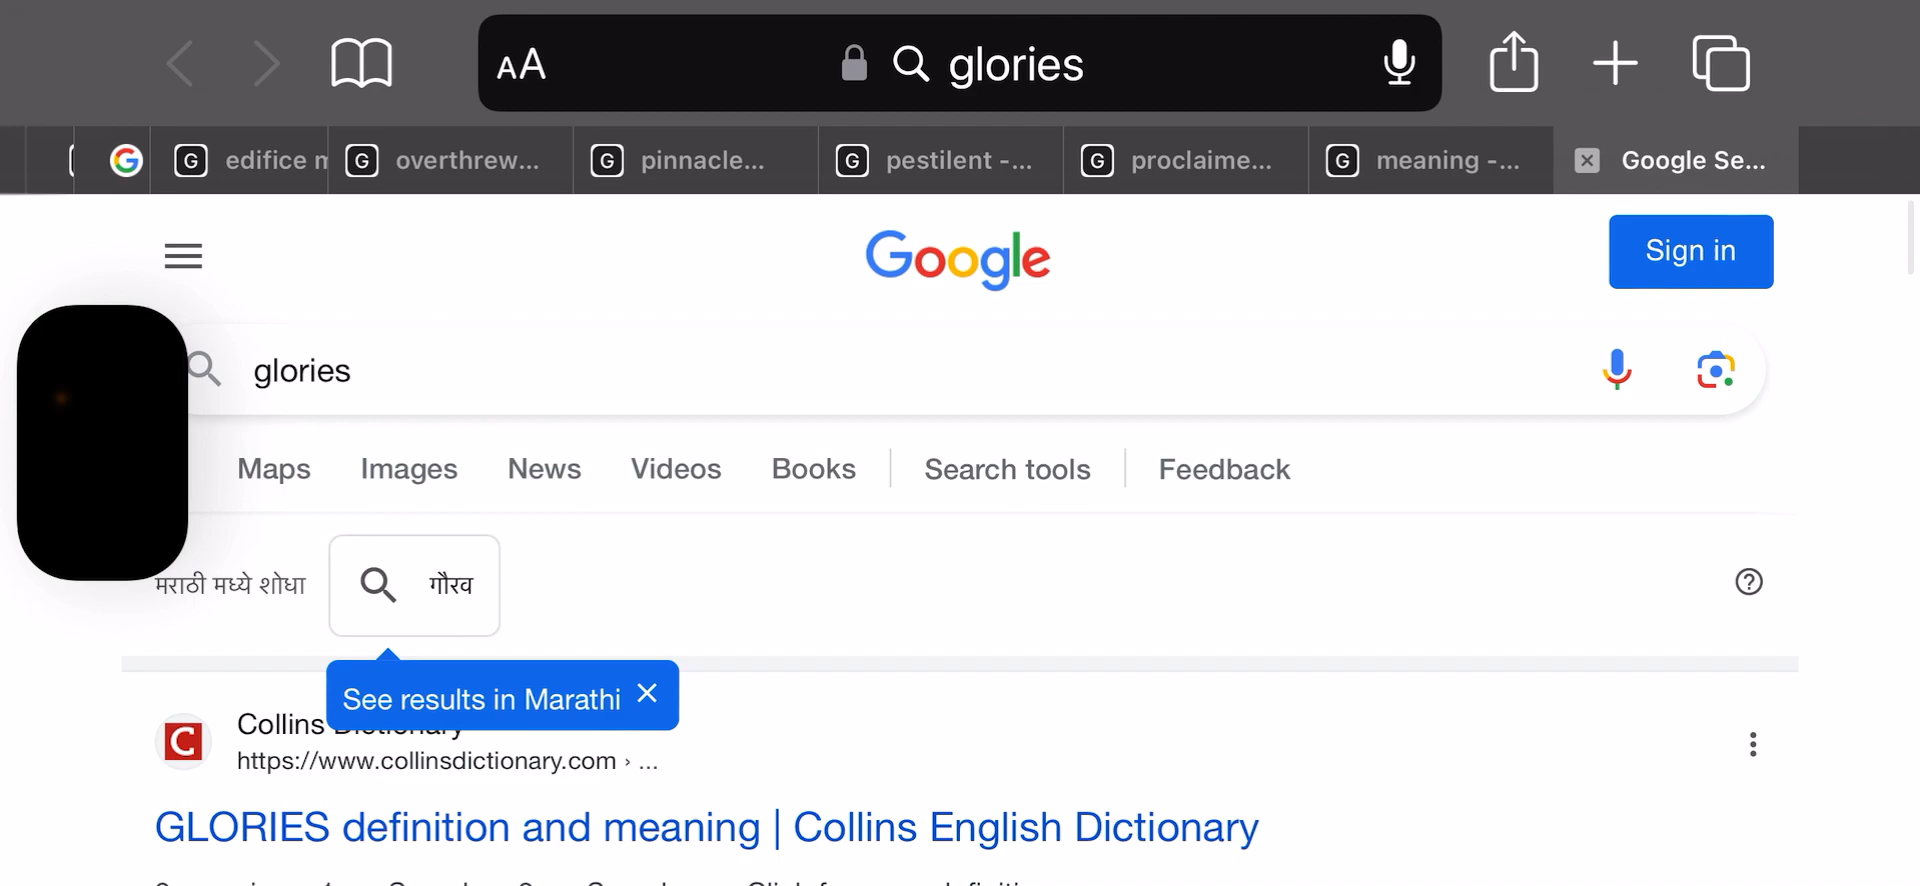 AA glories
G edifice m G overthrew... G pinnacle... G pestilent -... G proclaime... G meaning -... Google Se...
Google
Sign in
glories
Maps Images News Videos Books Search tools Feedback
मराठी मध्ये शोधा गौरव
See results in Marathi
C Collins Dictionary
https://www.collinsdictionary.com › ...
GLORIES definition and meaning | Collins English Dictionary